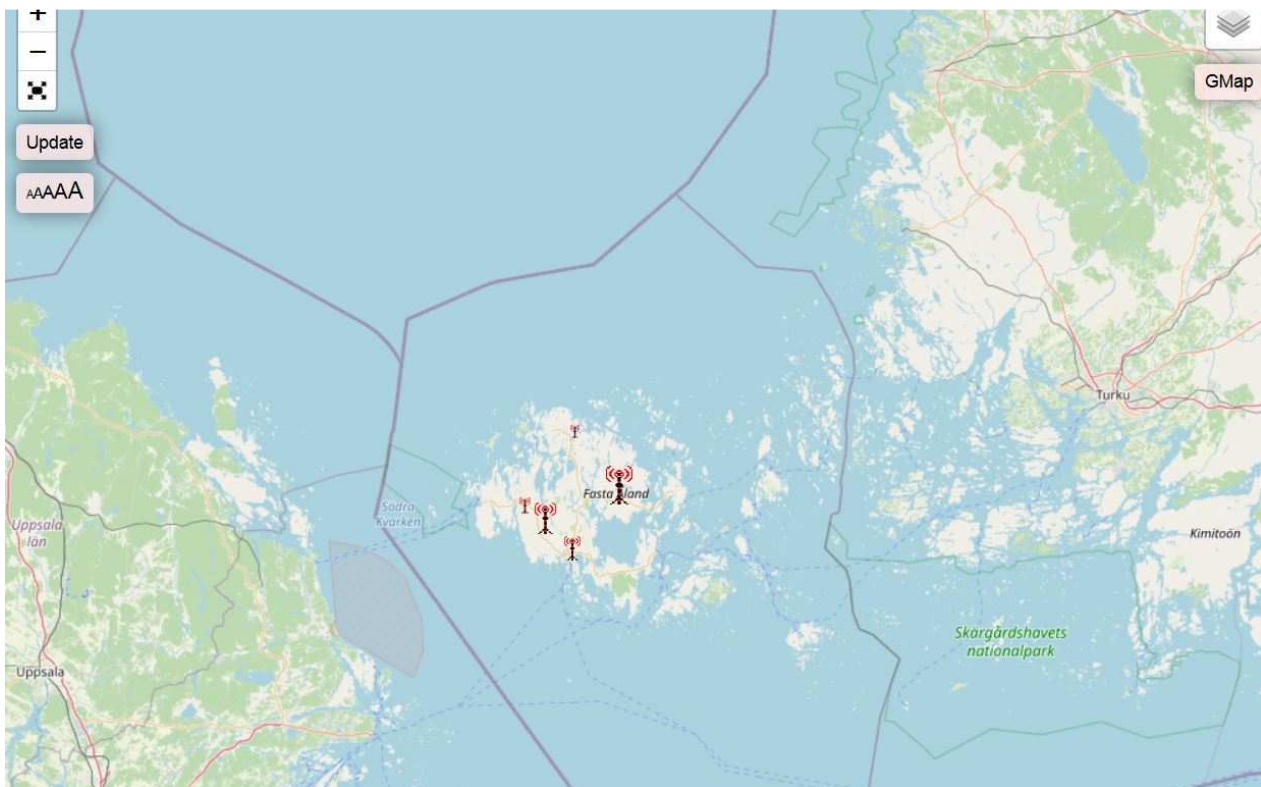 +
−
GMap
Update
AAAAA
Turku
Fasta Åland
Södra
Kvarken
Uppsala
län
Kimitoön
Skärgårdshavets
nationalpark
Uppsala